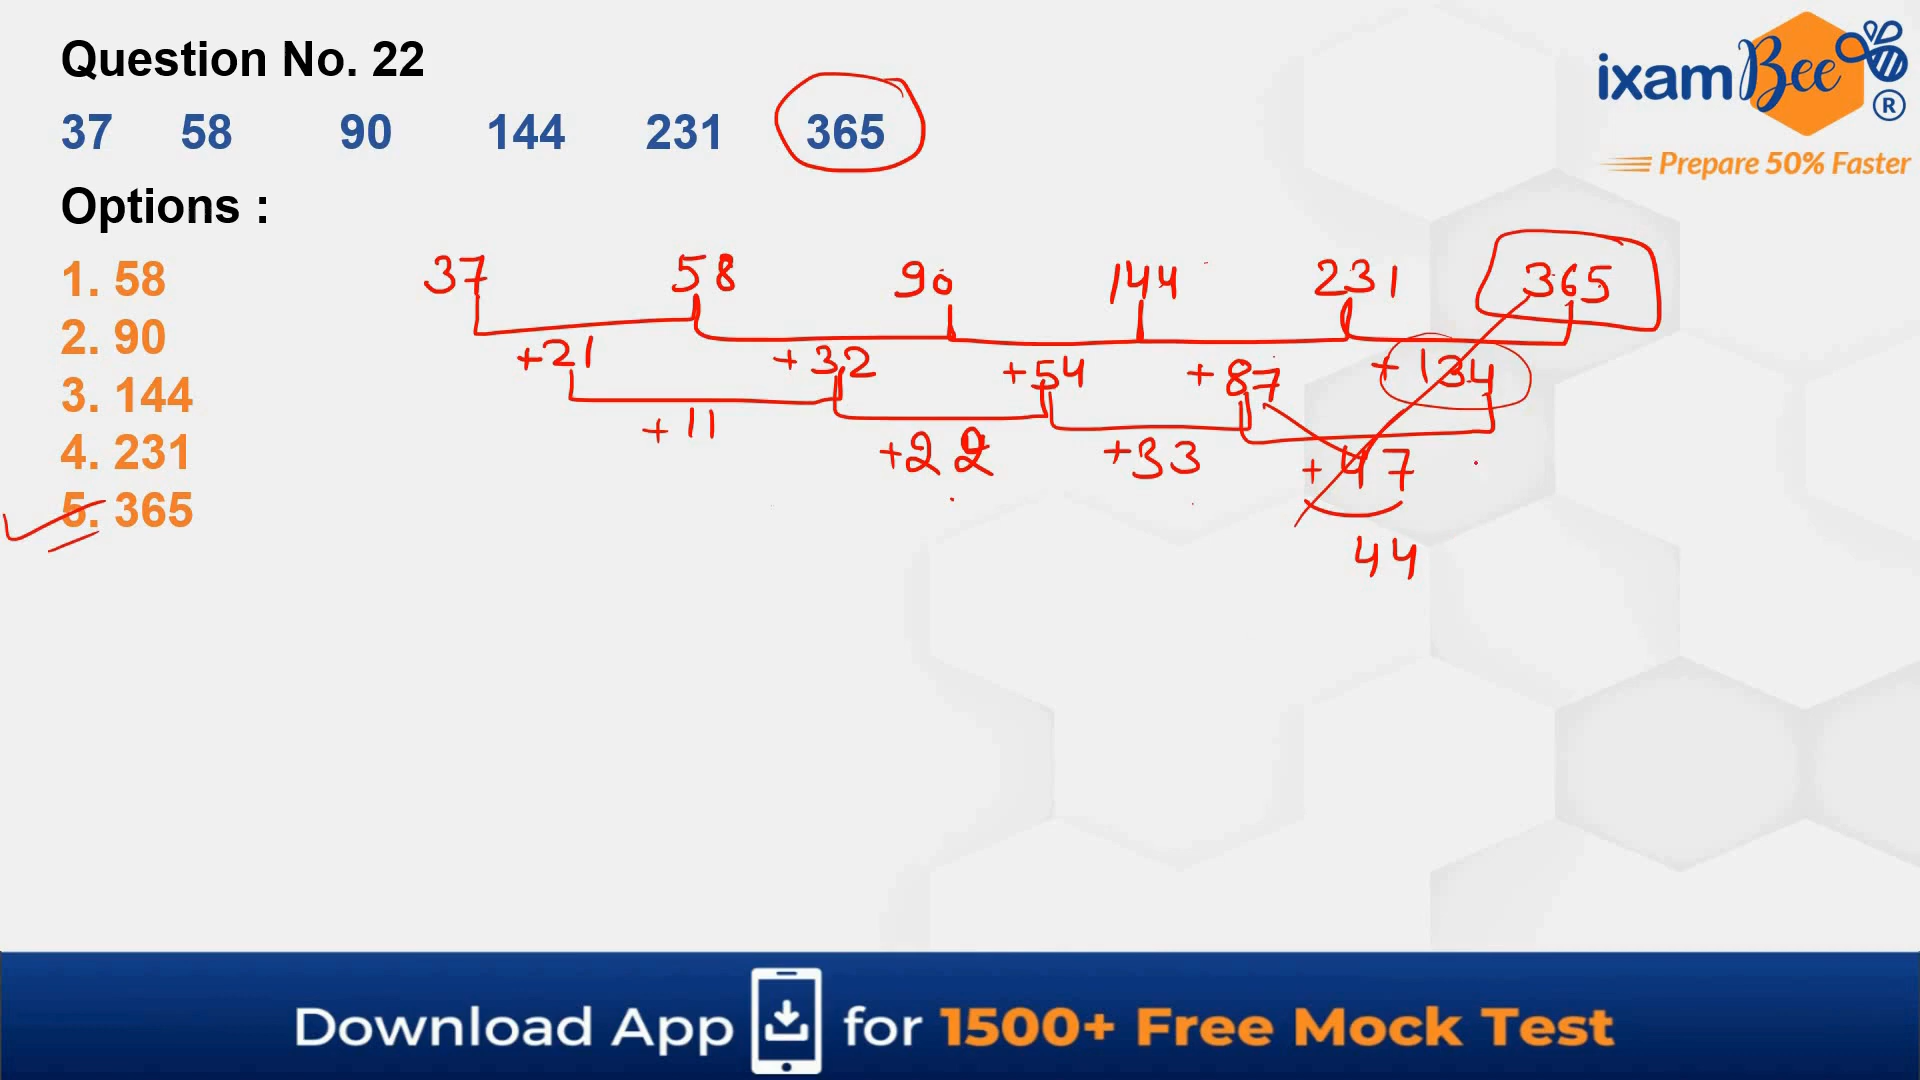 Question No. 22
37 58 90 144 231 365
Options :
1. 58
2. 90
3. 144
4. 231
5. 365
ixamBee ®
Prepare 50% Faster
37 58 90 144 231 365
+21 +32 +54 +87 +134
+11 +22 +33 +47
44
Download App for 1500+ Free Mock Test